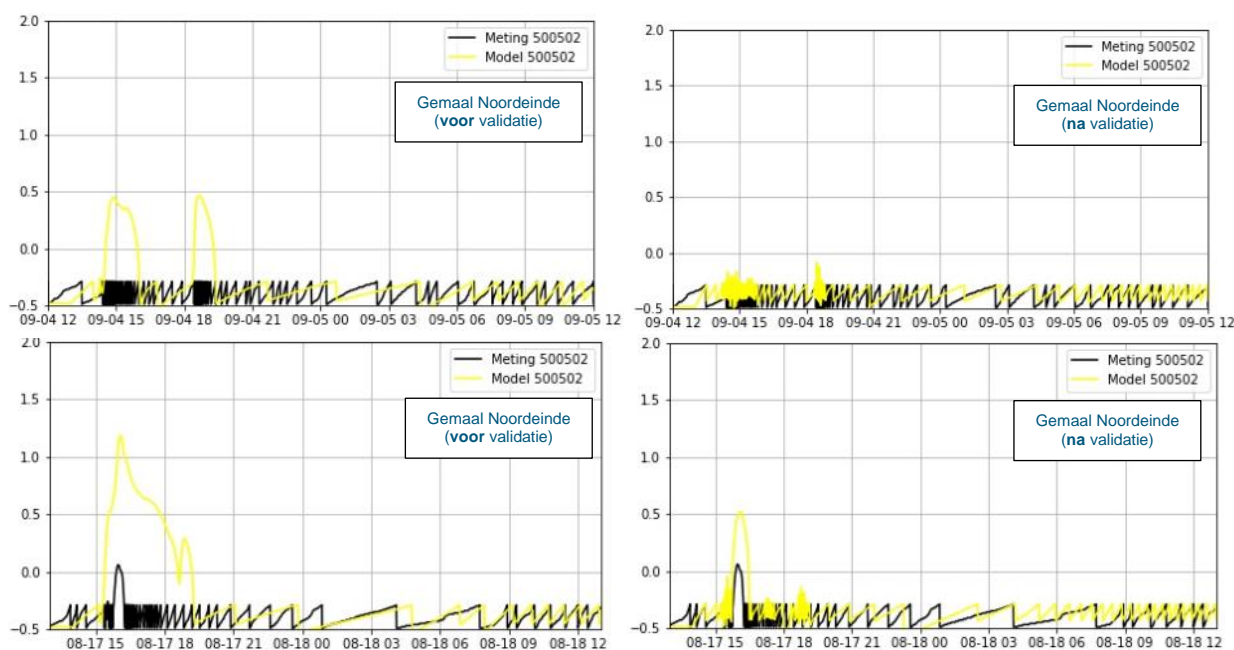 2.0
1.5
1.0
0.5
0.0
−0.5
Meting 500502
Model 500502
Gemaal Noordeinde
(voor validatie)
09-04 12 09-04 15 09-04 18 09-04 21 09-05 00 09-05 03 09-05 06 09-05 09 09-05 12
2.0
1.5
1.0
0.5
0.0
−0.5
Meting 500502
Model 500502
Gemaal Noordeinde
(na validatie)
09-04 12 09-04 15 09-04 18 09-04 21 09-05 00 09-05 03 09-05 06 09-05 09 09-05 12
2.0
1.5
1.0
0.5
0.0
−0.5
Meting 500502
Model 500502
Gemaal Noordeinde
(voor validatie)
08-17 15 08-17 18 08-17 21 08-18 00 08-18 03 08-18 06 08-18 09 08-18 12
2.0
1.5
1.0
0.5
0.0
−0.5
Meting 500502
Model 500502
Gemaal Noordeinde
(na validatie)
08-17 15 08-17 18 08-17 21 08-18 00 08-18 03 08-18 06 08-18 09 08-18 12